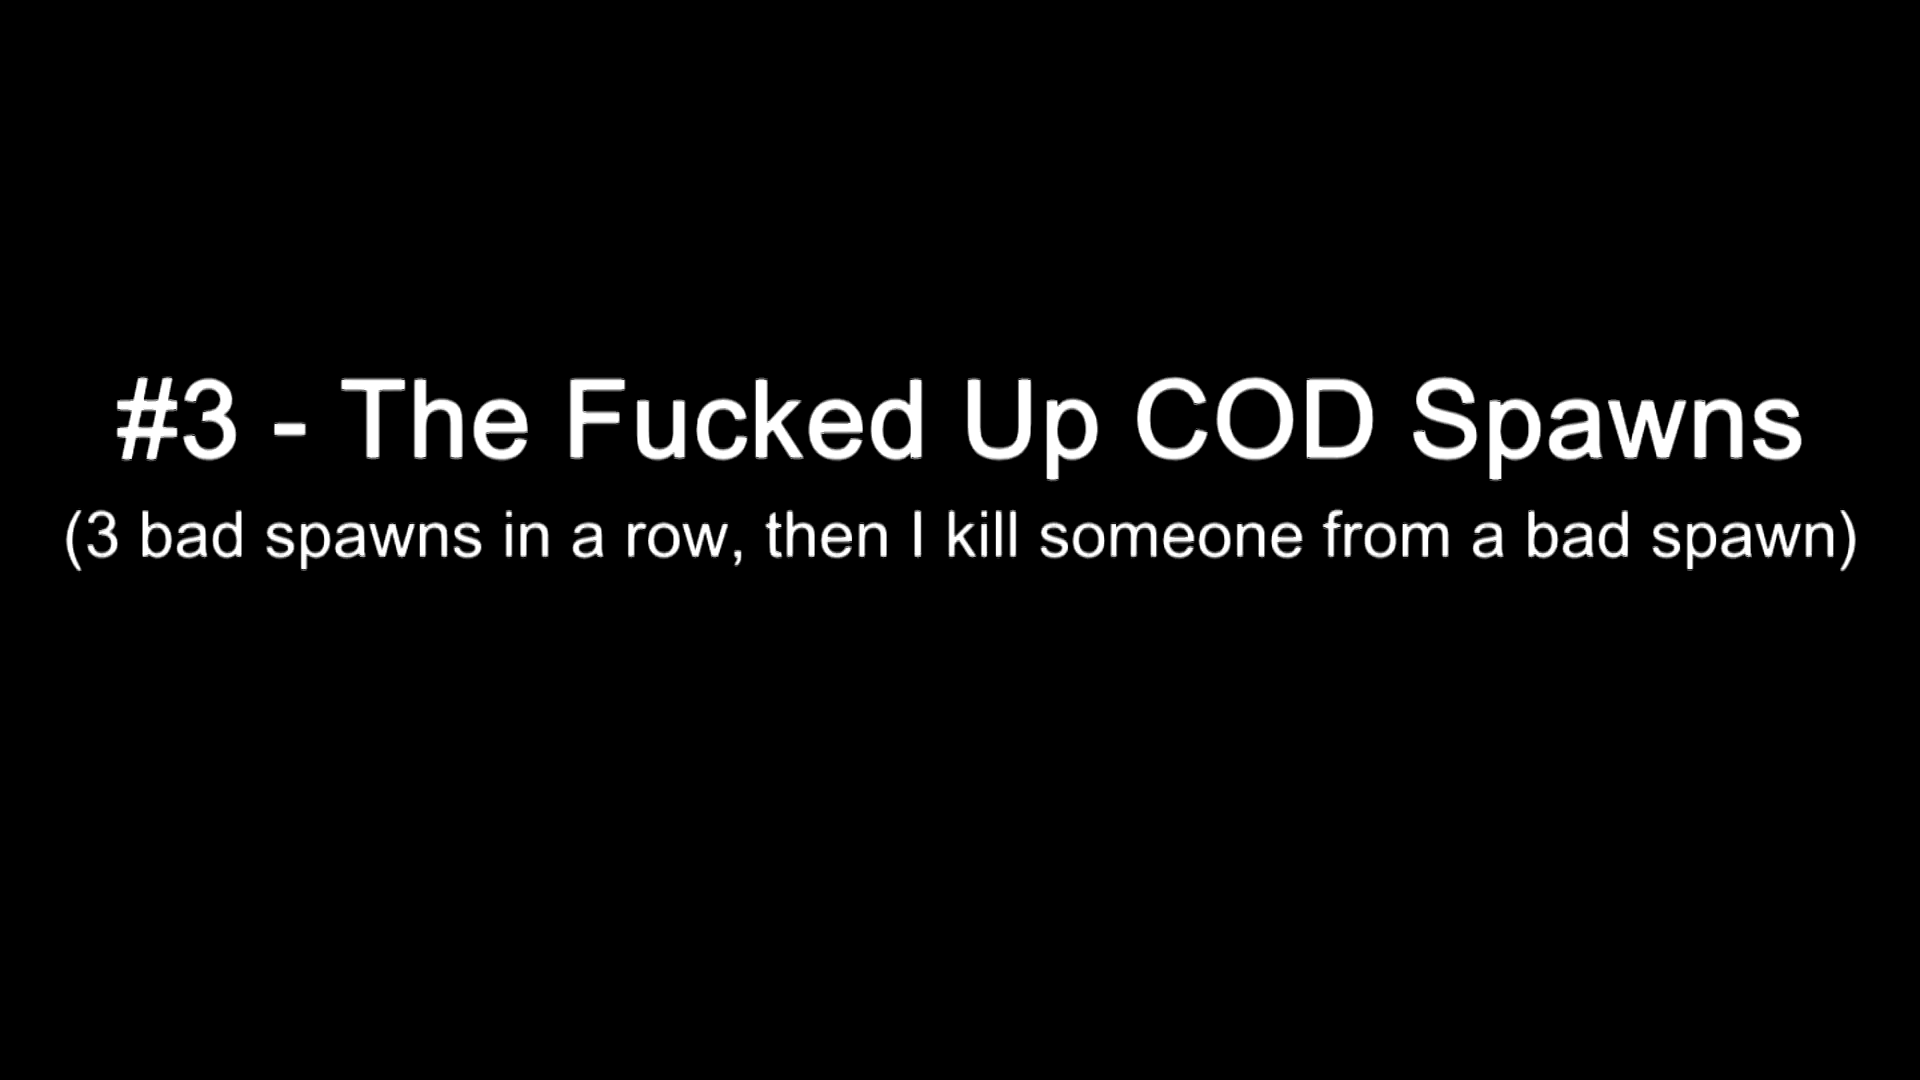 #3 - The Fucked Up COD Spawns
(3 bad spawns in a row, then I kill someone from a bad spawn)